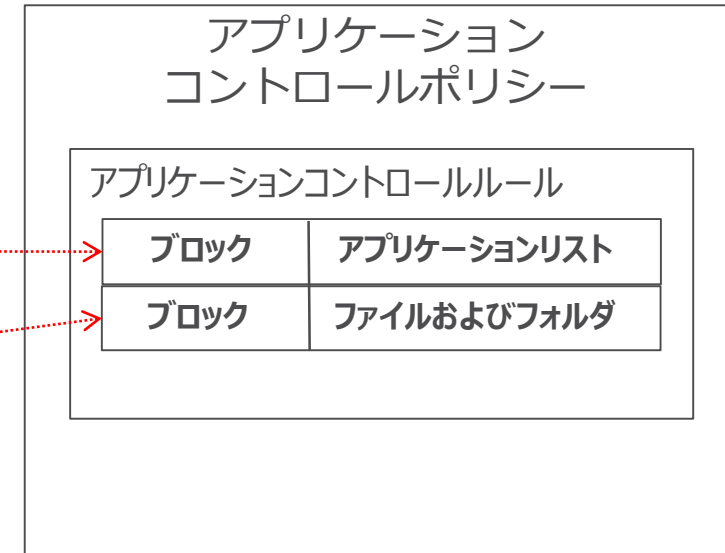 アプリケーション
コントロールポリシー
アプリケーションコントロールルール
ブロック アプリケーションリスト
ブロック ファイルおよびフォルダ